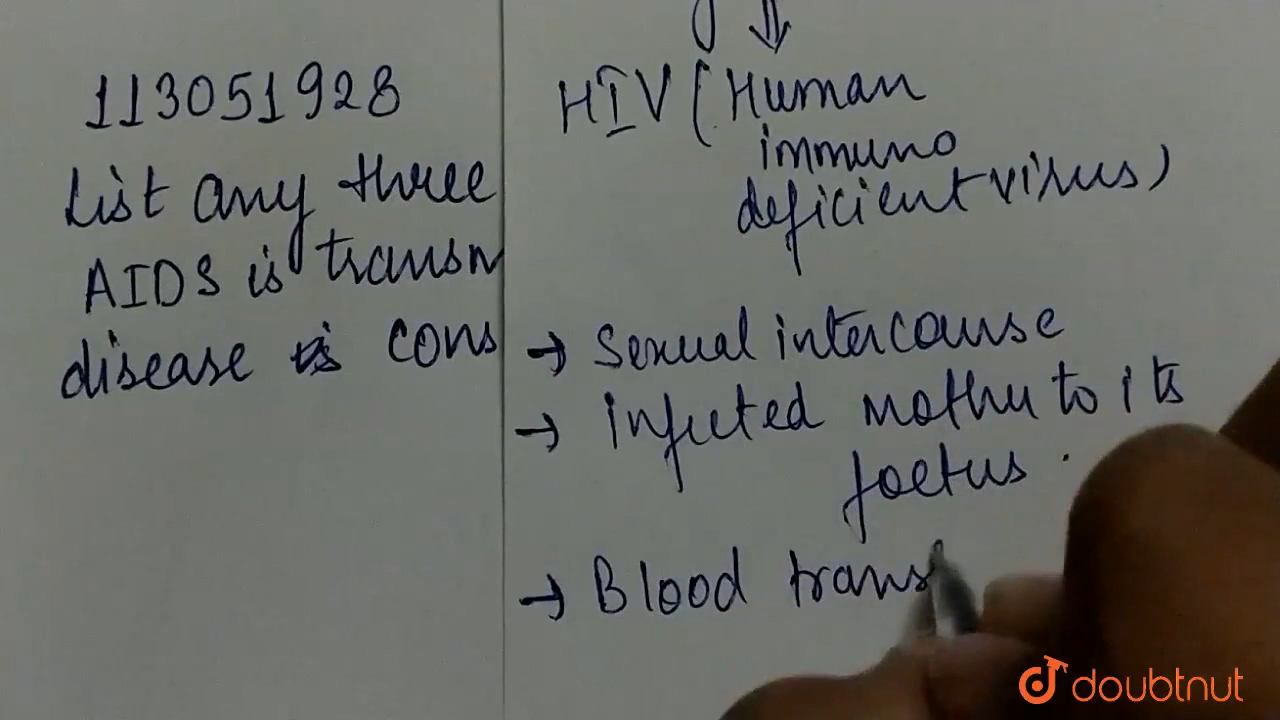 113051928
List any three
AIDS is transm
disease is cons
HIV (Human
immuno
deficient virus)
→ Sexual intercourse
→ infected mother to its
foetus.
→ Blood trans
doubtnut